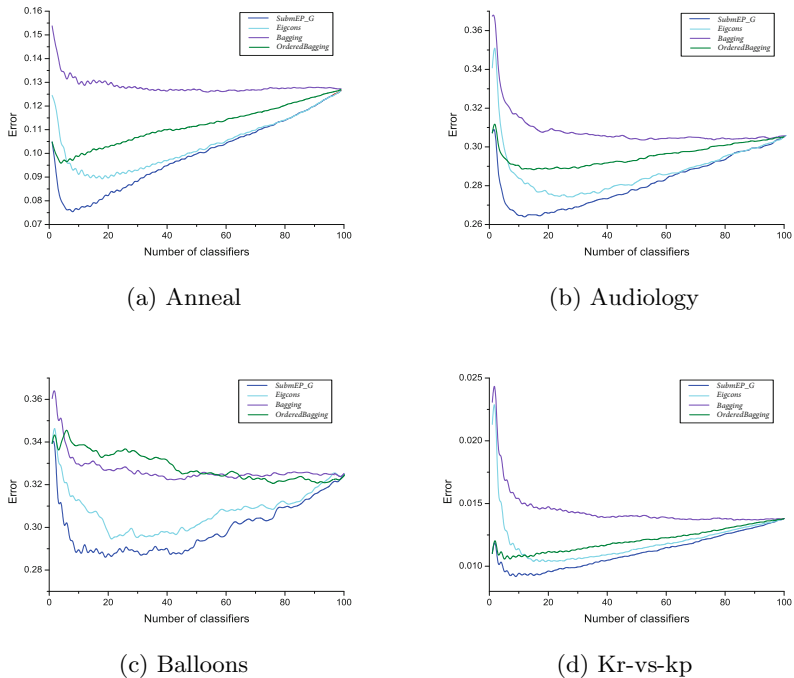 0.16
0.15
0.14
0.13
0.12
0.11
0.10
0.09
0.08
0.07
Error
0 20 40 60 80 100
Number of classifiers
SubmEP_G
Eigcons
Bagging
OrderedBagging
(a) Anneal
0.36
0.34
0.32
0.30
0.28
0.26
Error
0 20 40 60 80 100
Number of classifiers
SubmEP_G
Eigcons
Bagging
OrderedBagging
(b) Audiology
0.36
0.34
0.32
0.30
0.28
Error
0 20 40 60 80 100
Number of classifiers
SubmEP_G
Eigcons
Bagging
OrderedBagging
(c) Balloons
0.025
0.020
0.015
0.010
Error
0 20 40 60 80 100
Number of classifiers
SubmEP_G
Eigcons
Bagging
OrderedBagging
(d) Kr-vs-kp